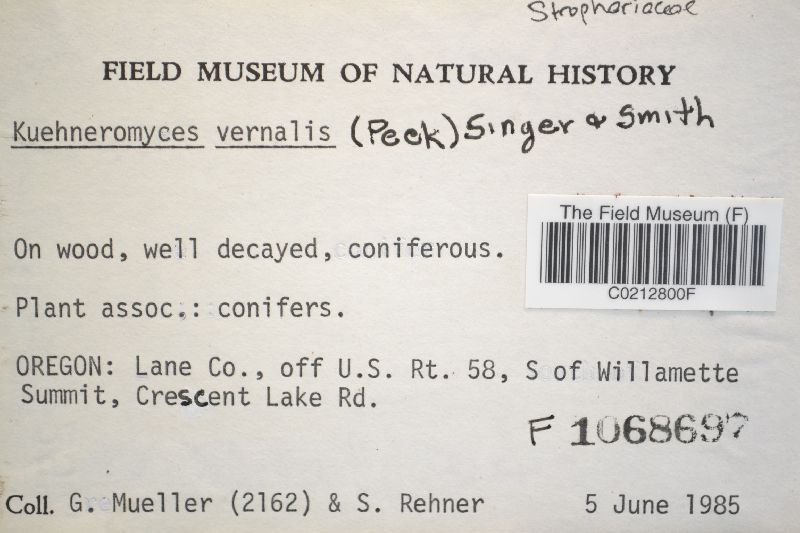 Strophariaceae
FIELD MUSEUM OF NATURAL HISTORY
Kuehneromyces vernalis (Peck) Singer & Smith
The Field Museum (F)
C0212800F
On wood, well decayed, coniferous.
Plant assoc.: conifers.
OREGON: Lane Co., off U.S. Rt. 58, S of Willamette
Summit, Crescent Lake Rd.
F 1068697
Coll. G. Mueller (2162) & S. Rehner 5 June 1985